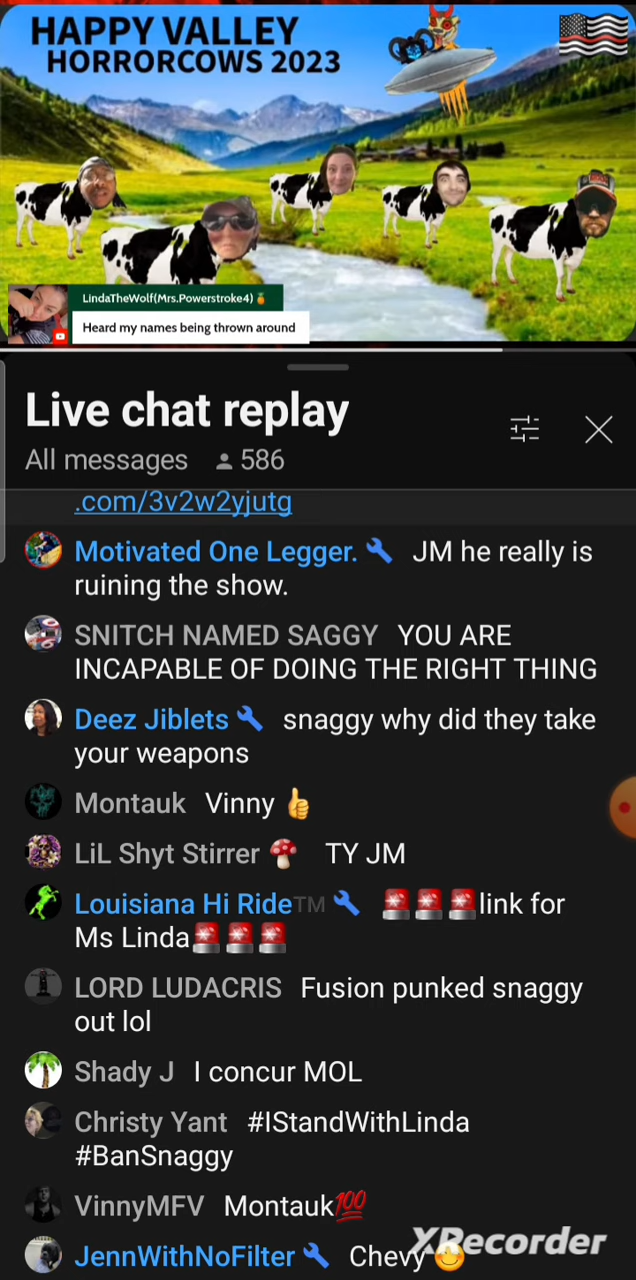 HAPPY VALLEY
HORRORCOWS 2023
LindaTheWolf(Mrs.Powerstroke4)🍍
Heard my names being thrown around
Live chat replay
All messages 586
.com/3v2w2yjutg
Motivated One Legger. 🔧 JM he really is
ruining the show.
SNITCH NAMED SAGGY YOU ARE
INCAPABLE OF DOING THE RIGHT THING
Deez Jiblets 🔧 snaggy why did they take
your weapons
Montauk Vinny 👍
LiL Shyt Stirrer 🍄 TY JM
Louisiana Hi Ride™ 🔧 🚨🚨🚨link for
Ms Linda🚨🚨🚨
LORD LUDACRIS Fusion punked snaggy
out lol
Shady J I concur MOL
Christy Yant #IStandWithLinda
#BanSnaggy
VinnyMFV Montauk💯
JennWithNoFilter 🔧 Chevy
XRecorder